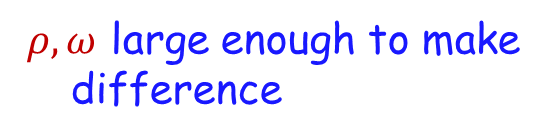 ρ, ω large enough to make
difference